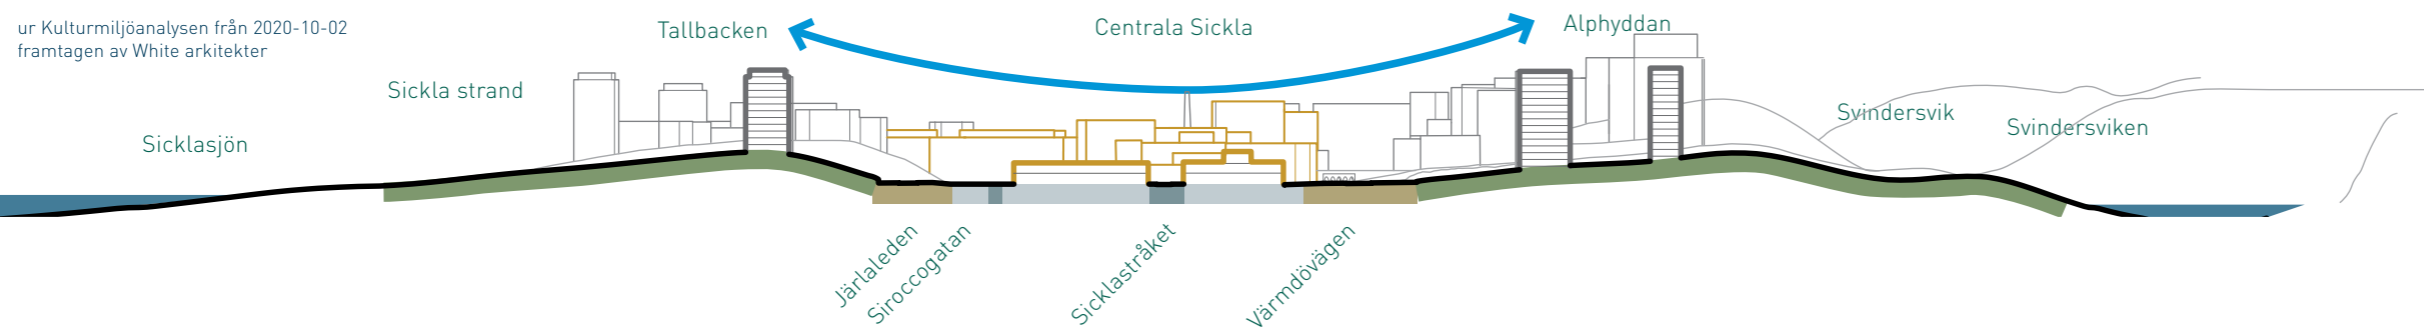 ur Kulturmiljöanalysen från 2020-10-02
framtagen av White arkitekter
Sicklasjön
Sickla strand
Tallbacken
Centrala Sickla
Alphyddan
Svindersvik
Svindersviken
Järlaleden
Siroccogatan
Sicklastråket
Värmdövägen